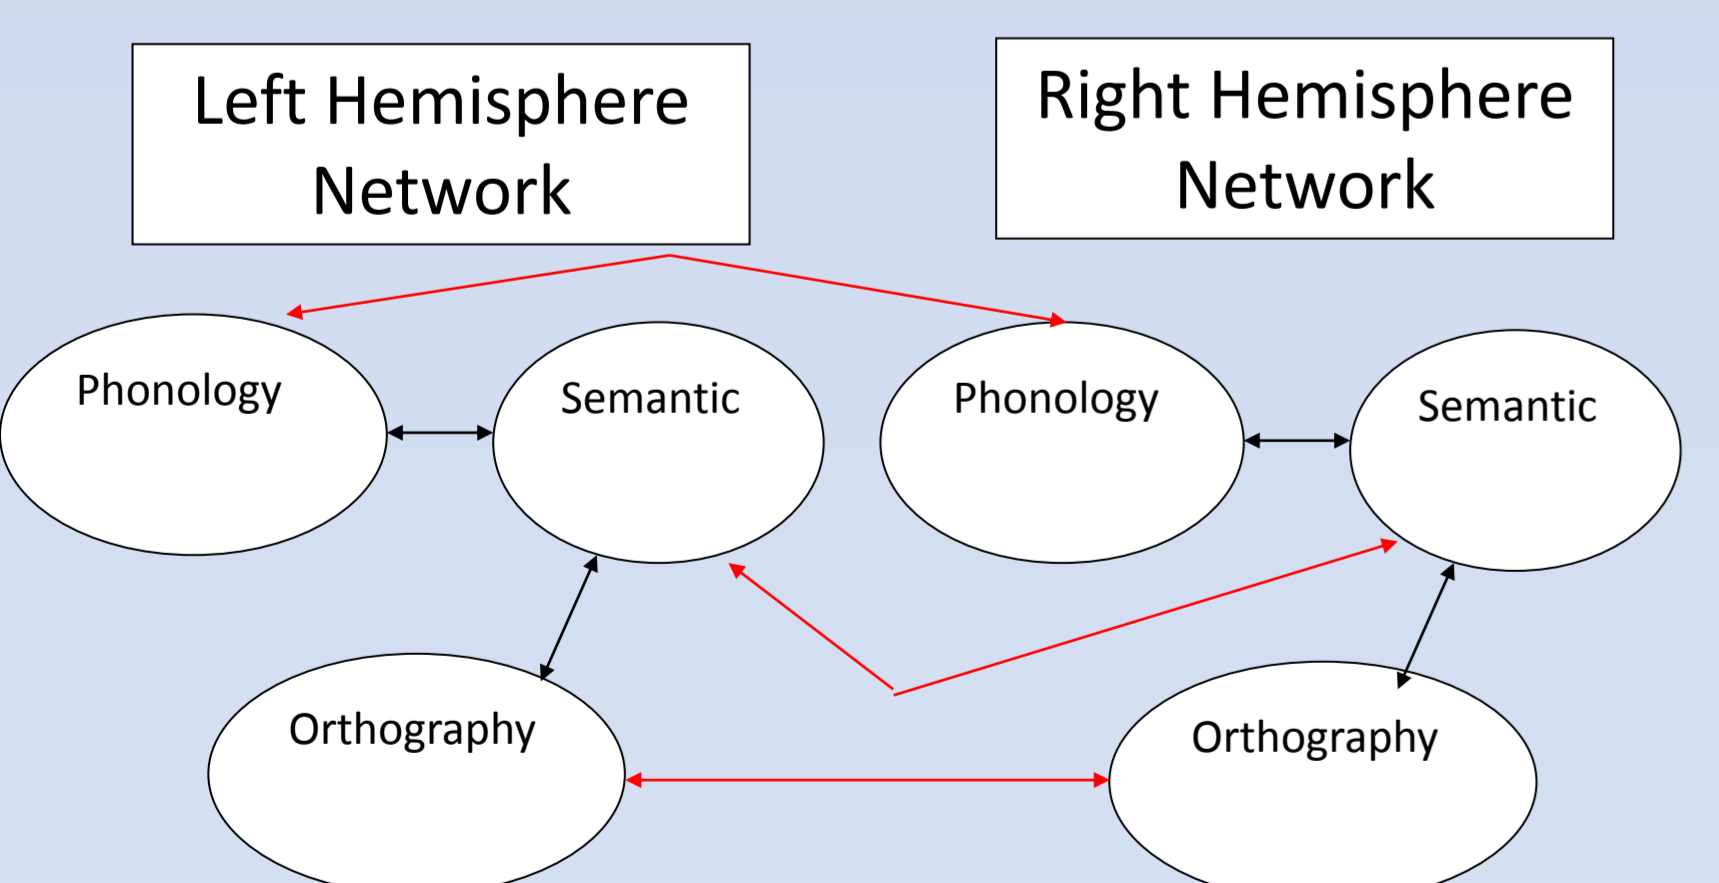 Left Hemisphere
Network
Right Hemisphere
Network
Phonology
Semantic
Phonology
Semantic
Orthography
Orthography